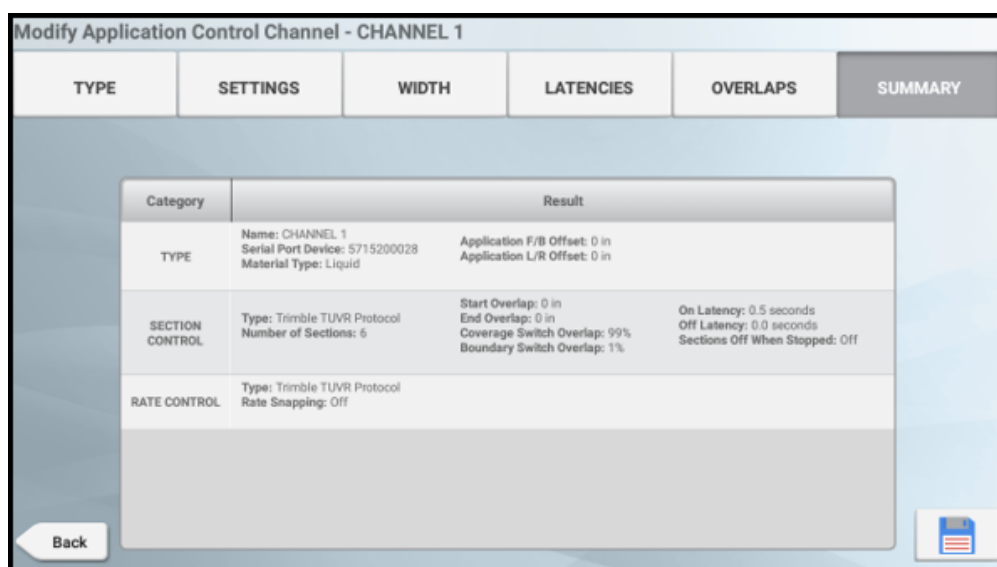 Modify Application Control Channel - CHANNEL 1
TYPE
SETTINGS
WIDTH
LATENCIES
OVERLAPS
SUMMARY
Category
Result
TYPE
Name: CHANNEL 1
Serial Port Device: 5715200028
Material Type: Liquid
Application F/B Offset: 0 in
Application L/R Offset: 0 in
SECTION
CONTROL
Type: Trimble TUVR Protocol
Number of Sections: 6
Start Overlap: 0 in
End Overlap: 0 in
Coverage Switch Overlap: 99%
Boundary Switch Overlap: 1%
On Latency: 0.5 seconds
Off Latency: 0.0 seconds
Sections Off When Stopped: Off
RATE CONTROL
Type: Trimble TUVR Protocol
Rate Snapping: Off
Back